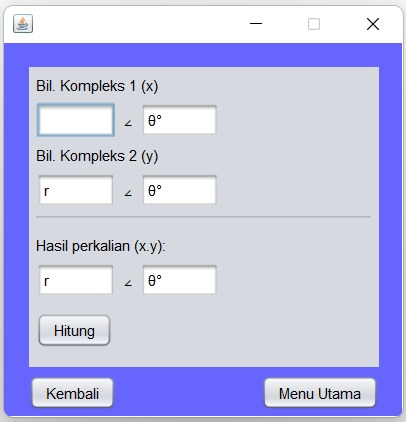 Bil. Kompleks 1 (x)
∠ θ°
Bil. Kompleks 2 (y)
r ∠ θ°
Hasil perkalian (x.y):
r ∠ θ°
Hitung
Kembali Menu Utama